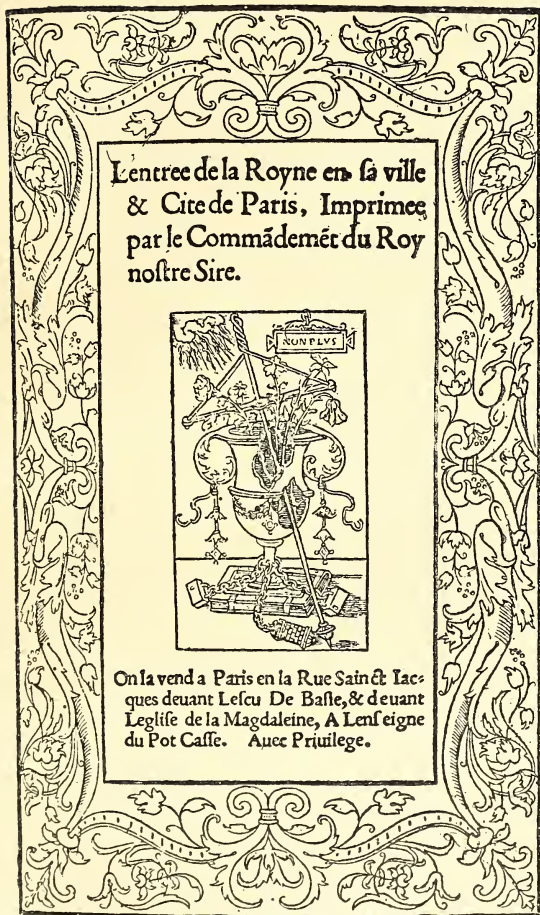 Lentree de la Royne en sa ville
& Cite de Paris, Imprimee
par le Commãdemẽt du Roy
noſtre Sire.
NON PLVS
On la vend a Paris en la Rue Sainct Iac⸗
ques deuant Leſcu De Baſle, & deuant
Legliſe de la Magdaleine, A Lenſeigne
du Pot Caſſe. Auec Priuilege.